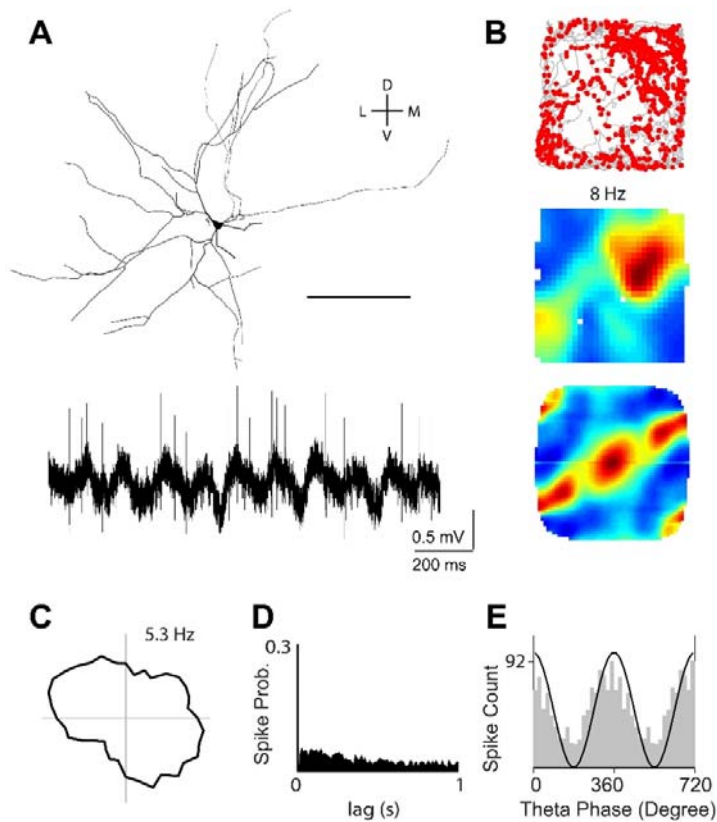 A
B
D
L M
V
8 Hz
0.5 mV
200 ms
C
5.3 Hz
D
0.3
Spike Prob.
0 1
lag (s)
E
92
Spike Count
0 360 720
Theta Phase (Degree)